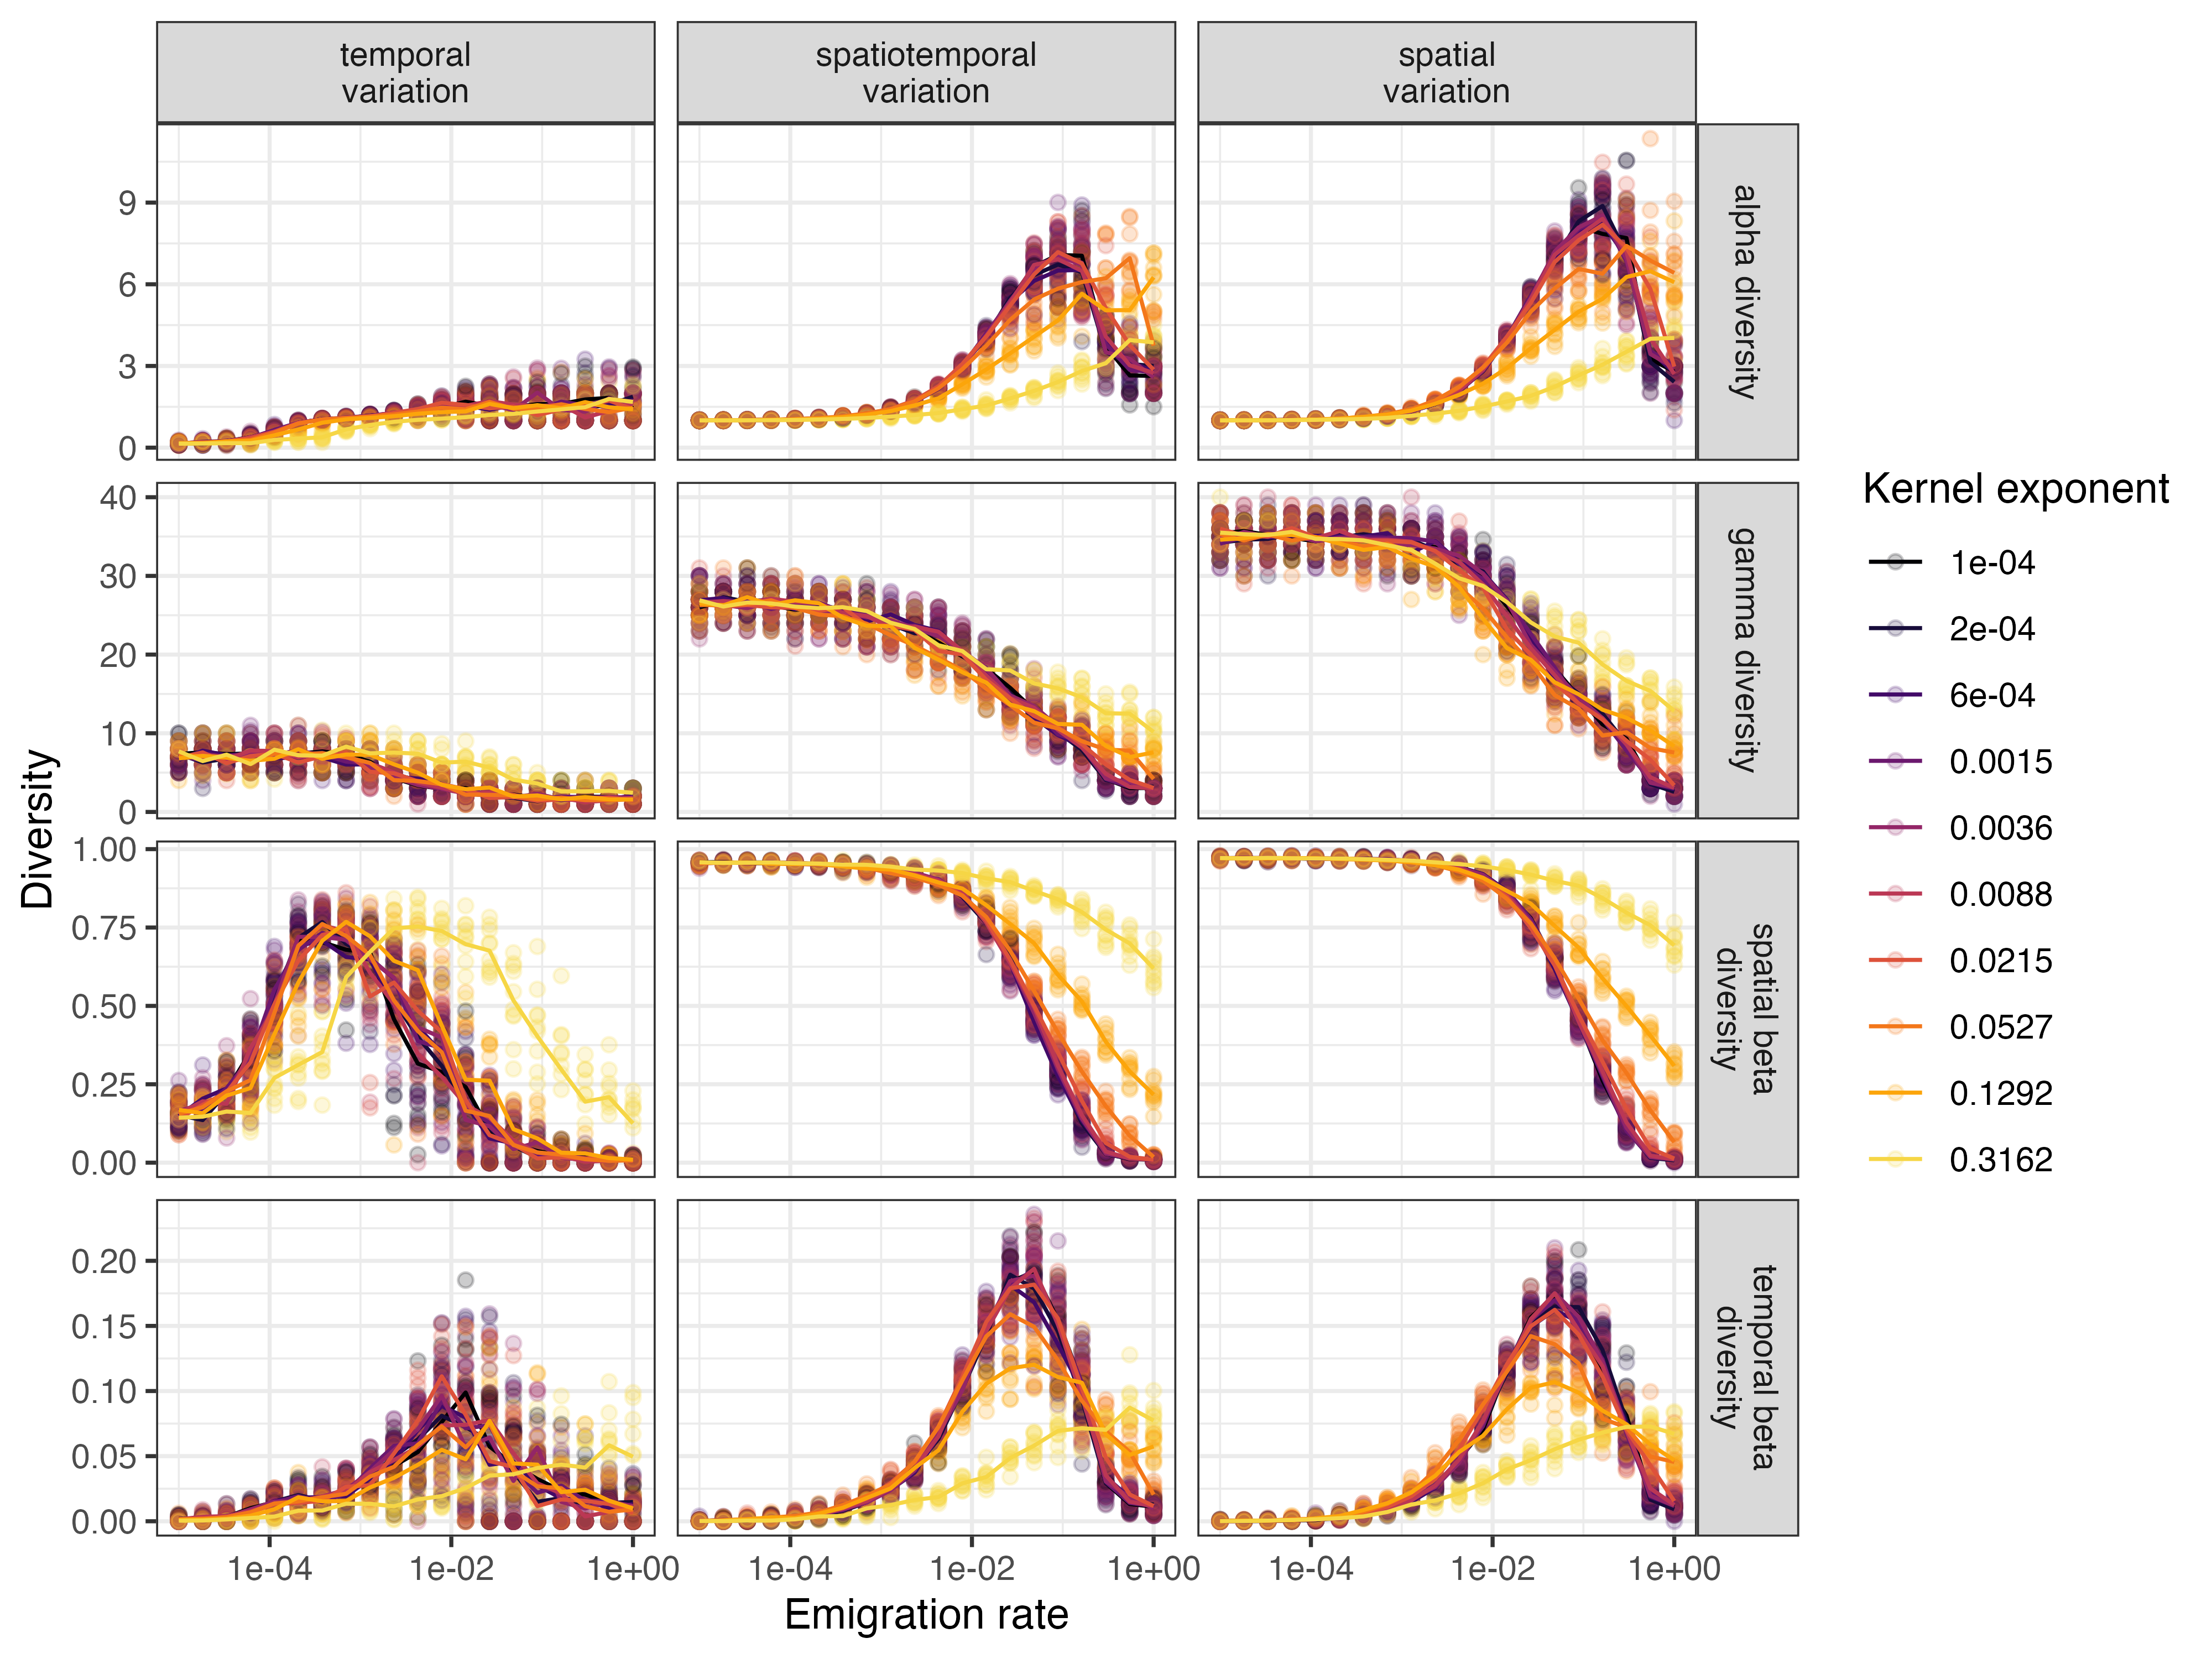 temporal
variation
spatiotemporal
variation
spatial
variation
9
6
3
0
alpha diversity
40
30
20
10
0
gamma diversity
1.00
0.75
0.50
0.25
0.00
spatial beta
diversity
0.20
0.15
0.10
0.05
0.00
temporal beta
diversity
Diversity
1e-04
1e-02
1e+00
1e-04
1e-02
1e+00
1e-04
1e-02
1e+00
Emigration rate
Kernel exponent
1e-04
2e-04
6e-04
0.0015
0.0036
0.0088
0.0215
0.0527
0.1292
0.3162